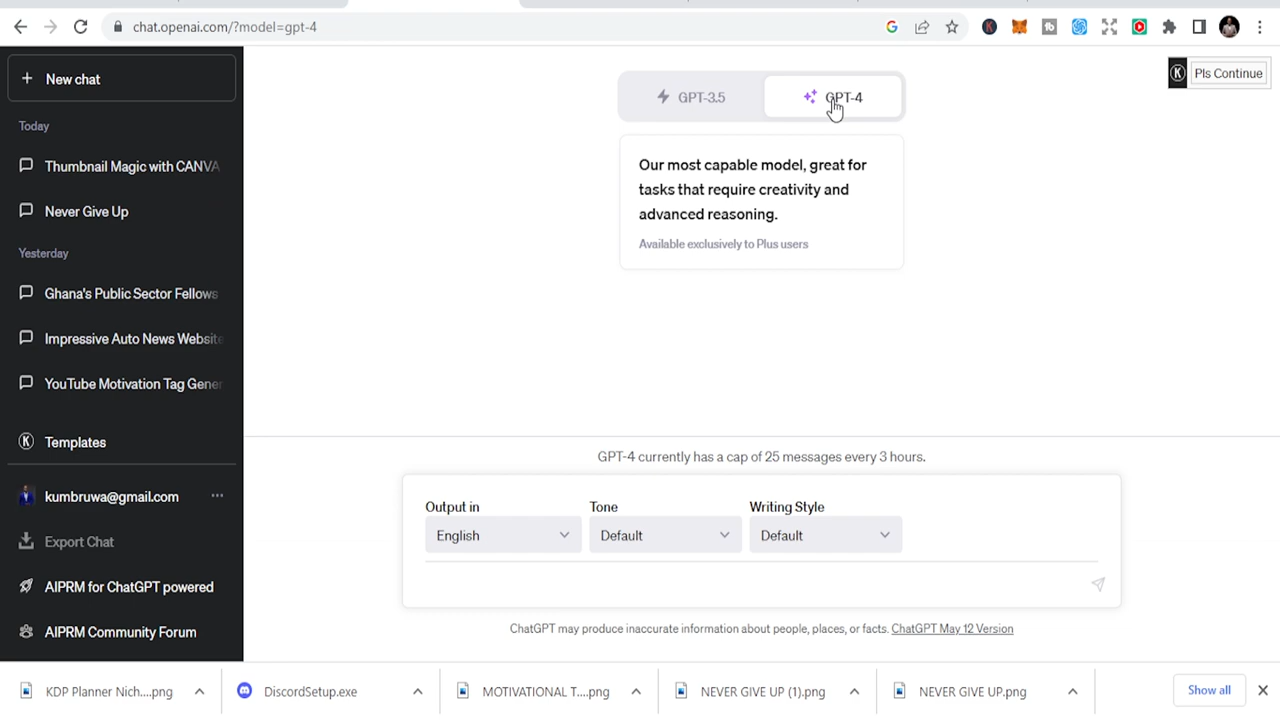 chat.openai.com/?model=gpt-4
New chat
Pls Continue
GPT-3.5
GPT-4
Today
Thumbnail Magic with CANVA
Never Give Up
Yesterday
Ghana's Public Sector Fellows
Impressive Auto News Website
YouTube Motivation Tag Gener
Templates
kumbruwa@gmail.com
Export Chat
AIPRM for ChatGPT powered
AIPRM Community Forum
Our most capable model, great for
tasks that require creativity and
advanced reasoning.
Available exclusively to Plus users
GPT-4 currently has a cap of 25 messages every 3 hours.
Output in
Tone
Writing Style
English
Default
Default
ChatGPT may produce inaccurate information about people, places, or facts. ChatGPT May 12 Version
KDP Planner Nich....png
DiscordSetup.exe
MOTIVATIONAL T....png
NEVER GIVE UP (1).png
NEVER GIVE UP.png
Show all